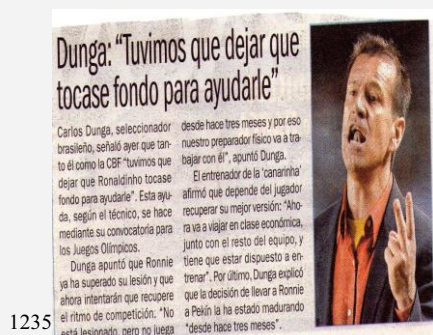 Dunga: “Tuvimos que dejar que
tocase fondo para ayudarle”
Carlos Dunga, seleccionador
brasileño, señaló ayer que tan-
to él como la CBF “tuvimos que
dejar que Ronaldinho tocase
fondo para ayudarle”. Esta ayu-
da, según el técnico, se hace
mediante su convocatoria para
los Juegos Olímpicos.
Dunga apuntó que Ronnie
ya ha superado su lesión y que
ahora intentarán que recupere
el ritmo de competición. “No
está lesionado, pero no juega
desde hace tres meses y por eso
nuestro preparador físico va a tra-
bajar con él”, apuntó Dunga.
El entrenador de la ‘canarinha’
afirmó que depende del jugador
recuperar su mejor versión: “Aho-
ra va a viajar en clase económica,
junto con el resto del equipo, y
tiene que estar dispuesto a en-
trenar”. Por último, Dunga explicó
que la decisión de llevar a Ronnie
a Pekín la ha estado madurando
“desde hace tres meses”.
1235